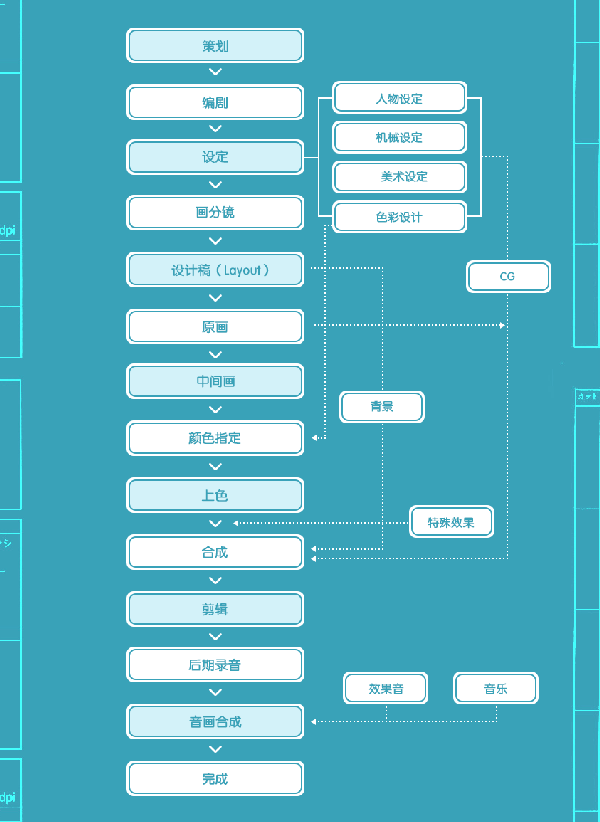 策划
编剧
设定
人物设定
机械设定
美术设定
色彩设计
画分镜
dpi
设计稿（Layout）
CG
原画
中间画
背景
カット
颜色指定
上色
特殊效果
合成
剪辑
后期录音
效果音
音乐
音画合成
完成
dpi